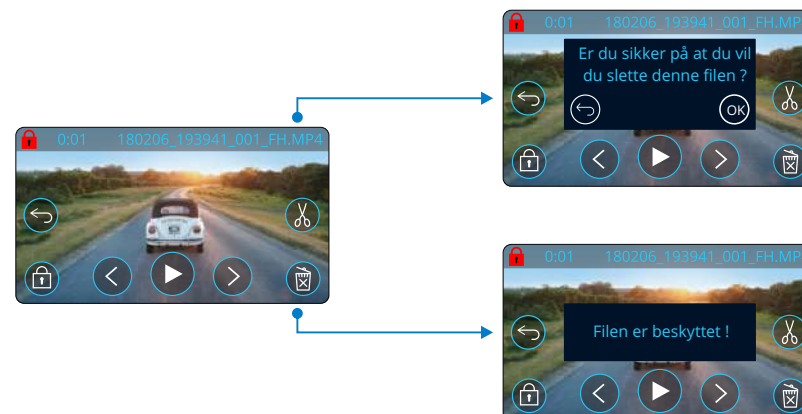 0:01 180206_193941_001_FH.MP
Er du sikker på at du vil
du slette denne filen ?
OK
0:01 180206_193941_001_FH.MP4
0:01 180206_193941_001_FH.MP
Filen er beskyttet !